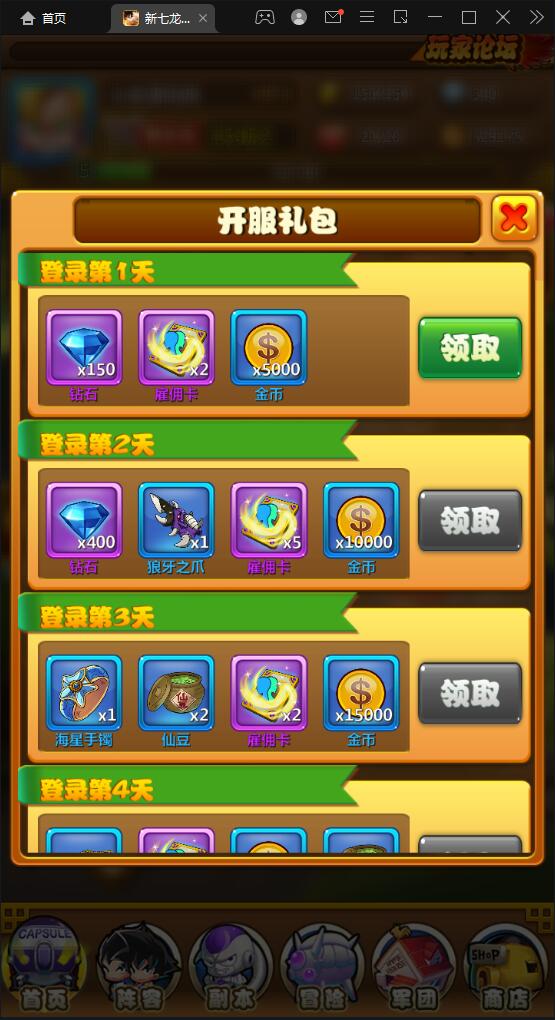 首页
新七龙...
玩家论坛
开服礼包
登录第1天
x150
x2
x5000
钻石
雇佣卡
金币
领取
登录第2天
x400
x1
x5
x10000
钻石
狼牙之爪
雇佣卡
金币
领取
登录第3天
x1
x2
x2
x15000
海星手镯
仙豆
雇佣卡
金币
领取
登录第4天
CAPSULE
SHOP
首页
阵容
副本
冒险
军团
商店